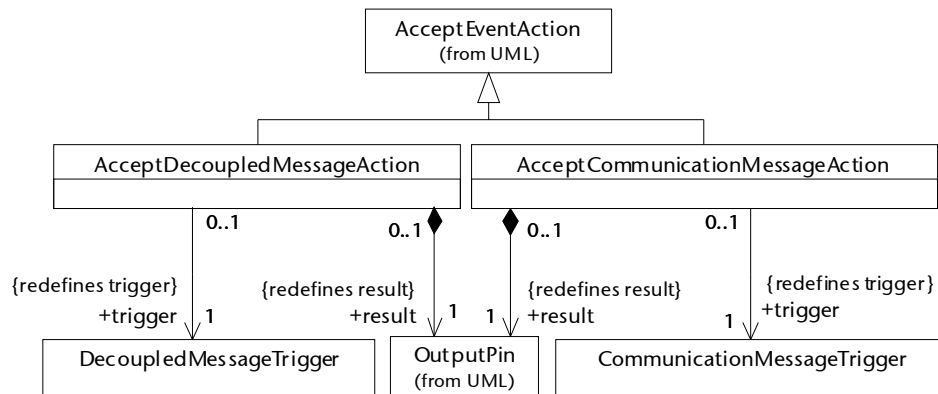 AcceptEventAction
(from UML)
AcceptDecoupledMessageAction
AcceptCommunicationMessageAction
0..1
0..1
0..1
0..1
{redefines trigger}
+trigger
1
{redefines result}
+result
1
1
{redefines result}
+result
{redefines trigger}
+trigger
1
DecoupledMessageTrigger
OutputPin
(from UML)
CommunicationMessageTrigger